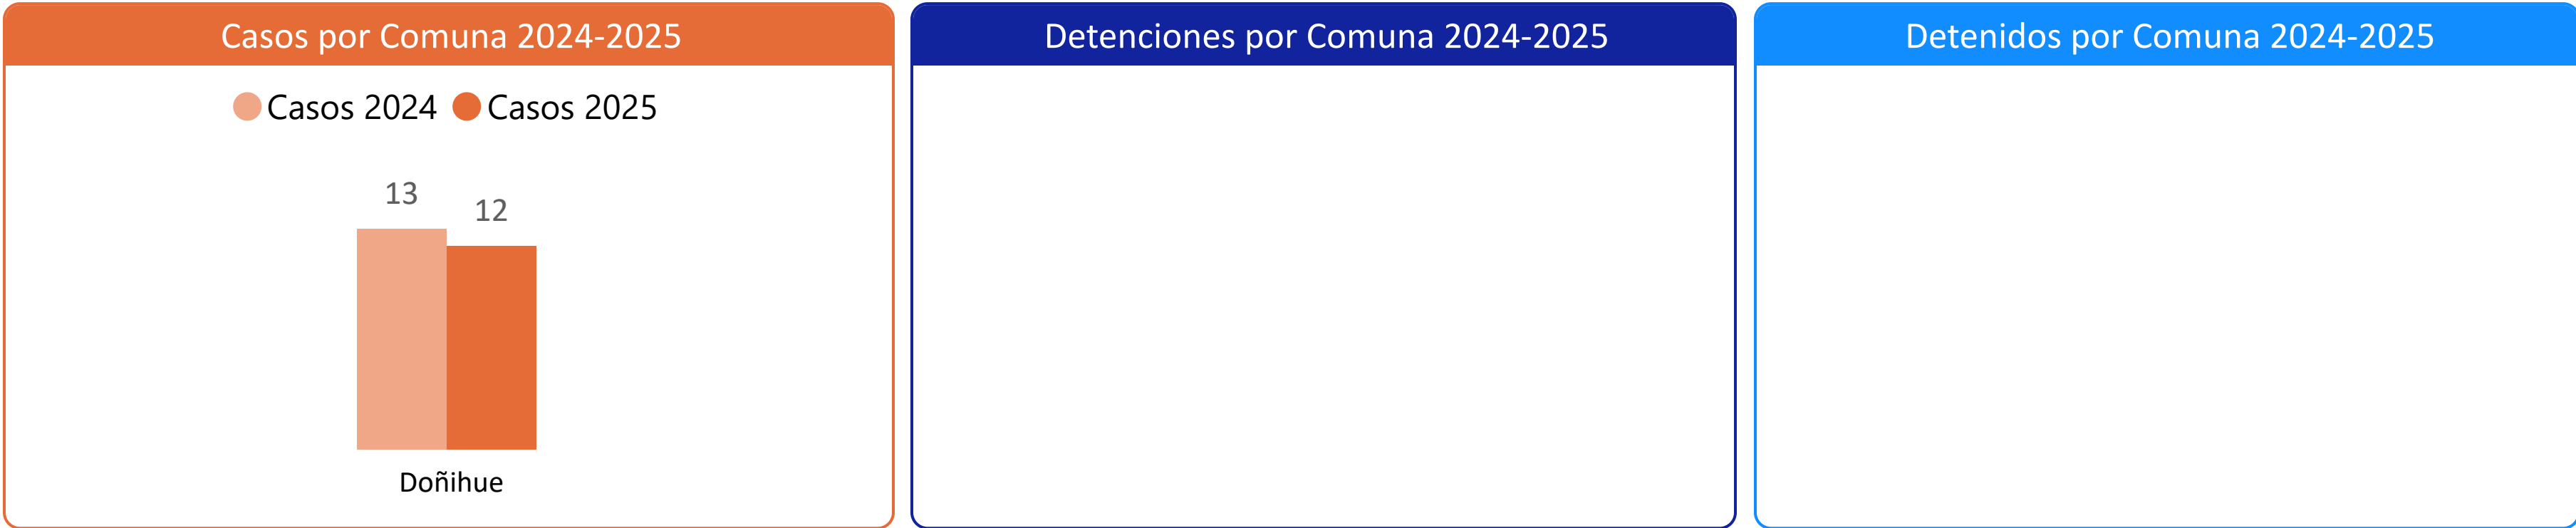 Casos por Comuna 2024-2025
Casos 2024 Casos 2025
13
12
Doñihue
Detenciones por Comuna 2024-2025
Detenidos por Comuna 2024-2025